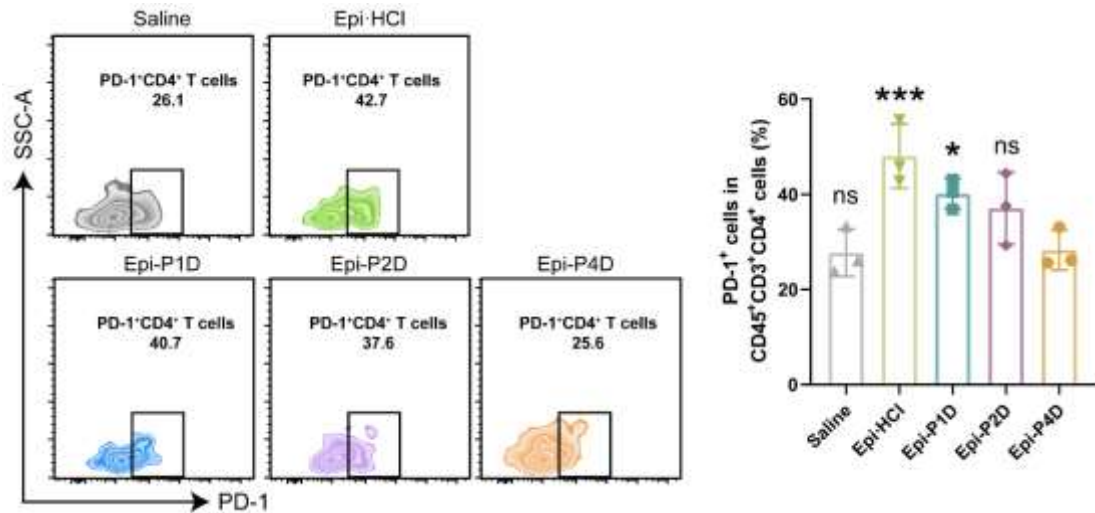 Saline
Epi·HCl
PD-1⁺CD4⁺ T cells
26.1
PD-1⁺CD4⁺ T cells
42.7
SSC-A
Epi-P1D
Epi-P2D
Epi-P4D
PD-1⁺CD4⁺ T cells
40.7
PD-1⁺CD4⁺ T cells
37.6
PD-1⁺CD4⁺ T cells
25.6
PD-1
PD-1⁺ cells in
CD45⁺CD3⁺CD4⁺ cells (%)
60
40
20
0
ns
***
*
ns
Saline
Epi·HCl
Epi-P1D
Epi-P2D
Epi-P4D